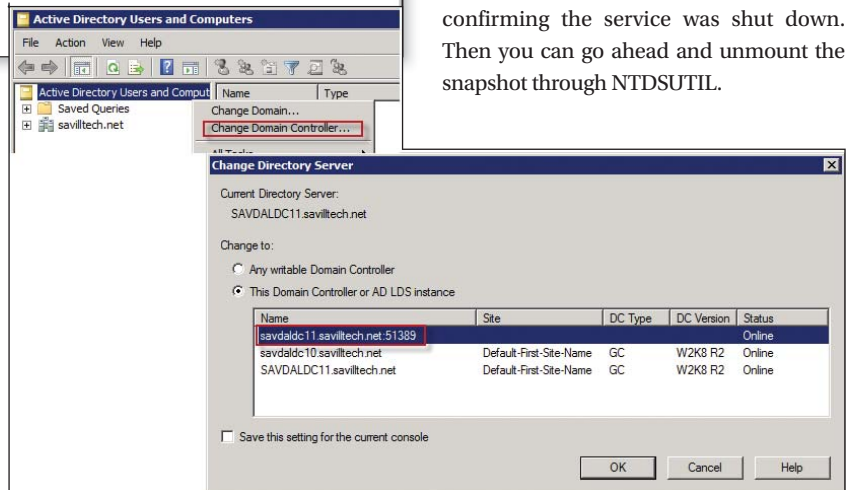 confirming the service was shut down.
Then you can go ahead and unmount the
snapshot through NTDSUTIL.
Active Directory Users and Computers
File Action View Help
Active Directory Users and Comput
Name Type
Saved Queries
savilltech.net
Change Domain...
Change Domain Controller...
All Tasks
Change Directory Server
Current Directory Server:
SAVDALDC11.savilltech.net
Change to:
Any writable Domain Controller
This Domain Controller or AD LDS instance
Name Site DC Type DC Version Status
savdaldc11.savilltech.net:51389 Online
savdaldc10.savilltech.net Default-First-Site-Name GC W2K8 R2 Online
SAVDALDC11.savilltech.net Default-First-Site-Name GC W2K8 R2 Online
Save this setting for the current console
OK Cancel Help